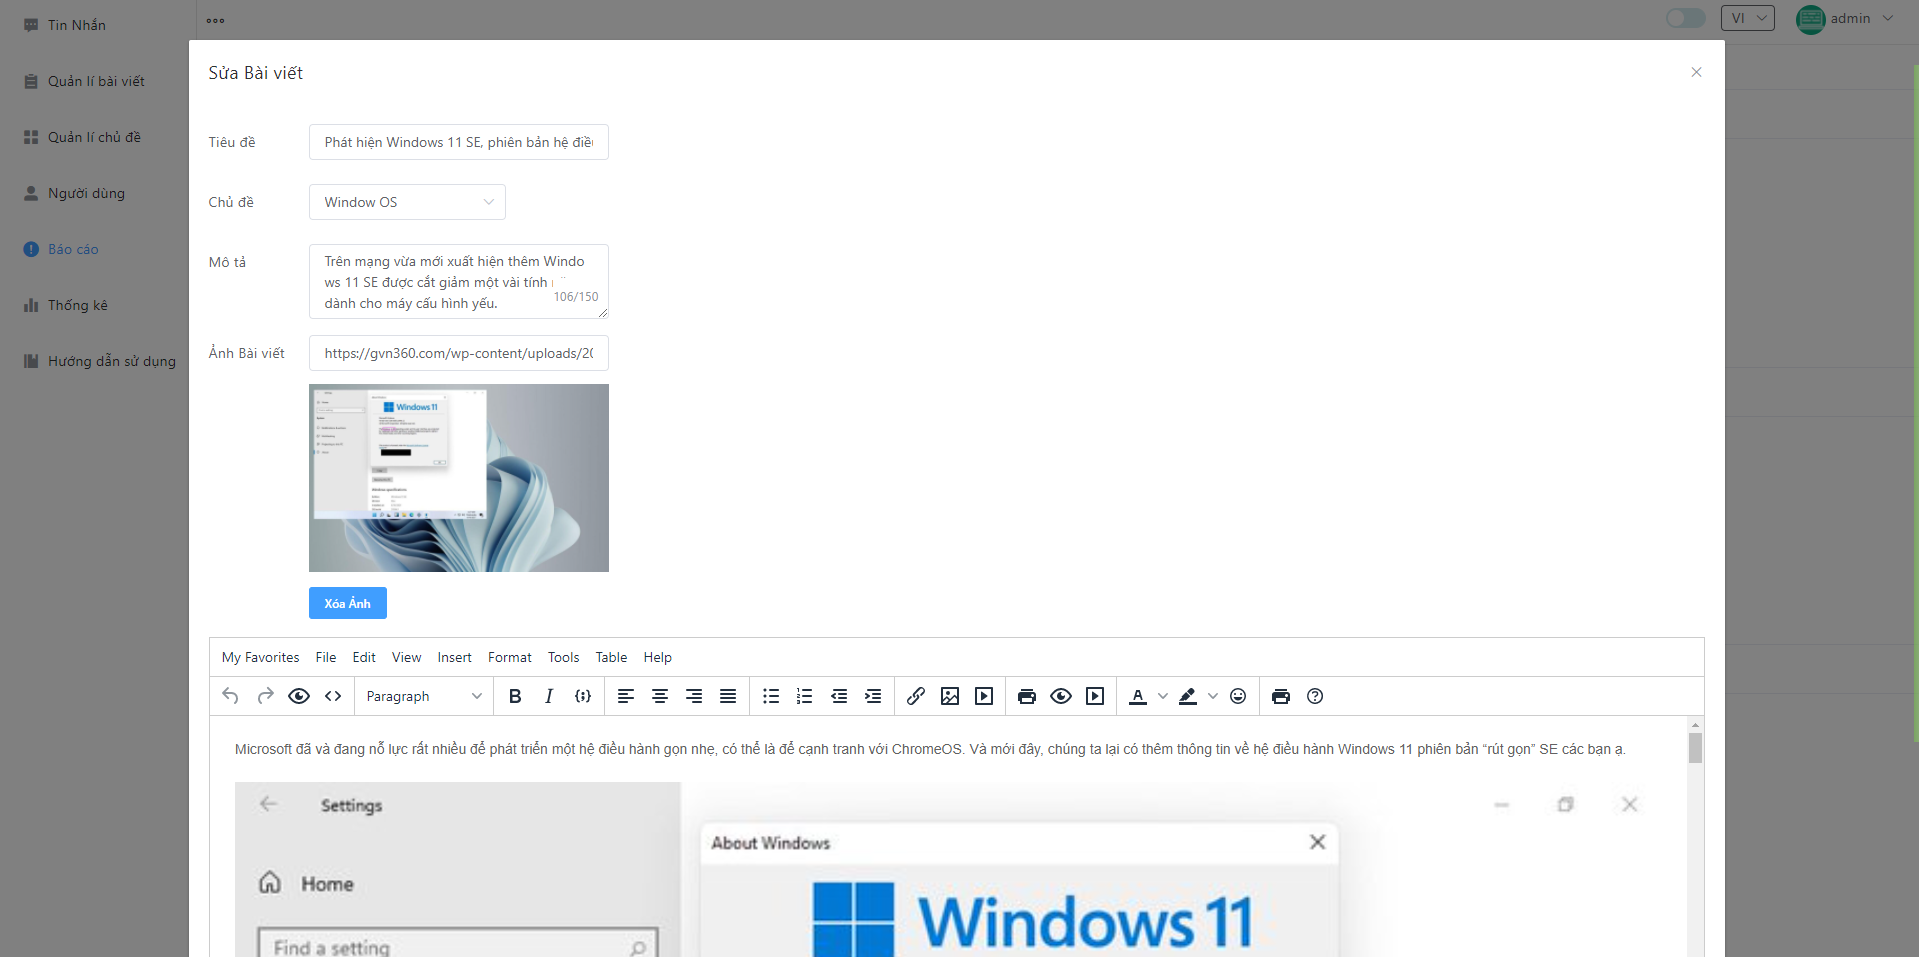 Tin Nhắn
Quản lí bài viết
Quản lí chủ đề
Người dùng
Báo cáo
Thống kê
Hướng dẫn sử dụng
VI
admin
Sửa Bài viết
Tiêu đề
Phát hiện Windows 11 SE, phiên bản hệ điều
Chủ đề
Window OS
Mô tả
Trên mạng vừa mới xuất hiện thêm Windo
ws 11 SE được cắt giảm một vài tính
dành cho máy cấu hình yếu.
106/150
Ảnh Bài viết
https://gvn360.com/wp-content/uploads/20
Windows 11
Xóa Ảnh
My Favorites File Edit View Insert Format Tools Table Help
Paragraph
Microsoft đã và đang nỗ lực rất nhiều để phát triển một hệ điều hành gọn nhẹ, có thể là để cạnh tranh với ChromeOS. Và mới đây, chúng ta lại có thêm thông tin về hệ điều hành Windows 11 phiên bản “rút gọn” SE các bạn ạ.
Settings
About Windows
Home
Windows 11
Find a setting